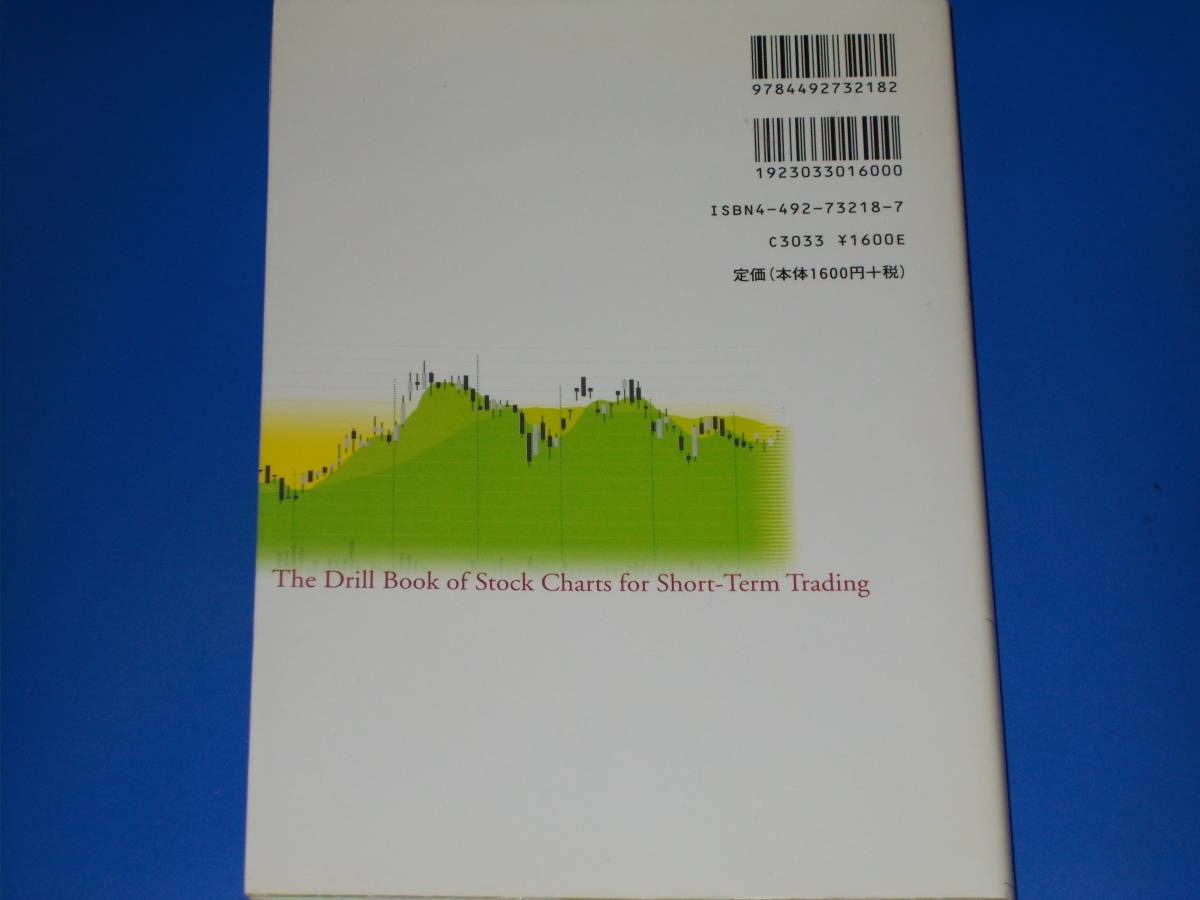 9784492732182
1923033016000
ISBN4-492-73218-7
C3033 ¥1600E
定価(本体1600円+税)
The Drill Book of Stock Charts for Short-Term Trading